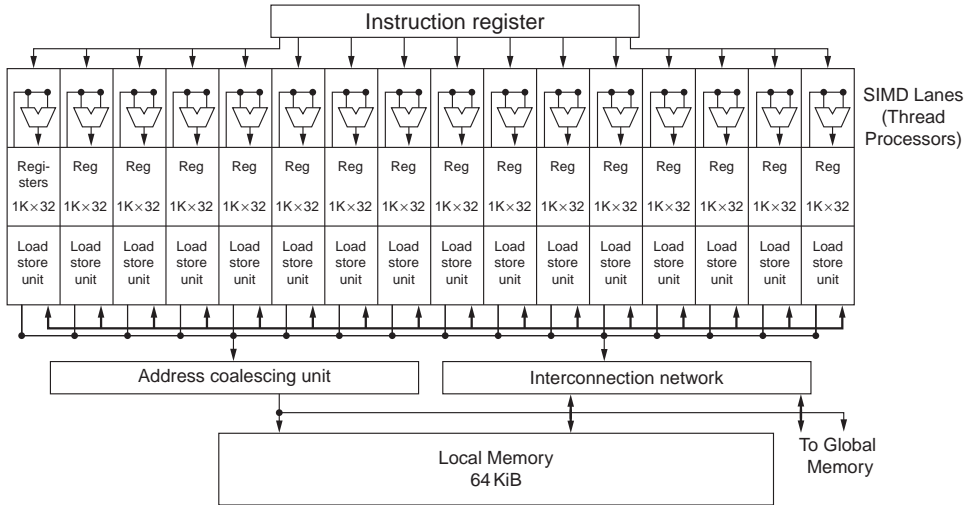 Instruction register
SIMD Lanes
(Thread
Processors)
Regi- Reg Reg Reg Reg Reg Reg Reg Reg Reg Reg Reg Reg Reg Reg Reg
sters
1K×32 1K×32 1K×32 1K×32 1K×32 1K×32 1K×32 1K×32 1K×32 1K×32 1K×32 1K×32 1K×32 1K×32 1K×32 1K×32
Load Load Load Load Load Load Load Load Load Load Load Load Load Load Load Load
store store store store store store store store store store store store store store store store
unit unit unit unit unit unit unit unit unit unit unit unit unit unit unit unit
Address coalescing unit
Interconnection network
To Global
Memory
Local Memory
64 KiB